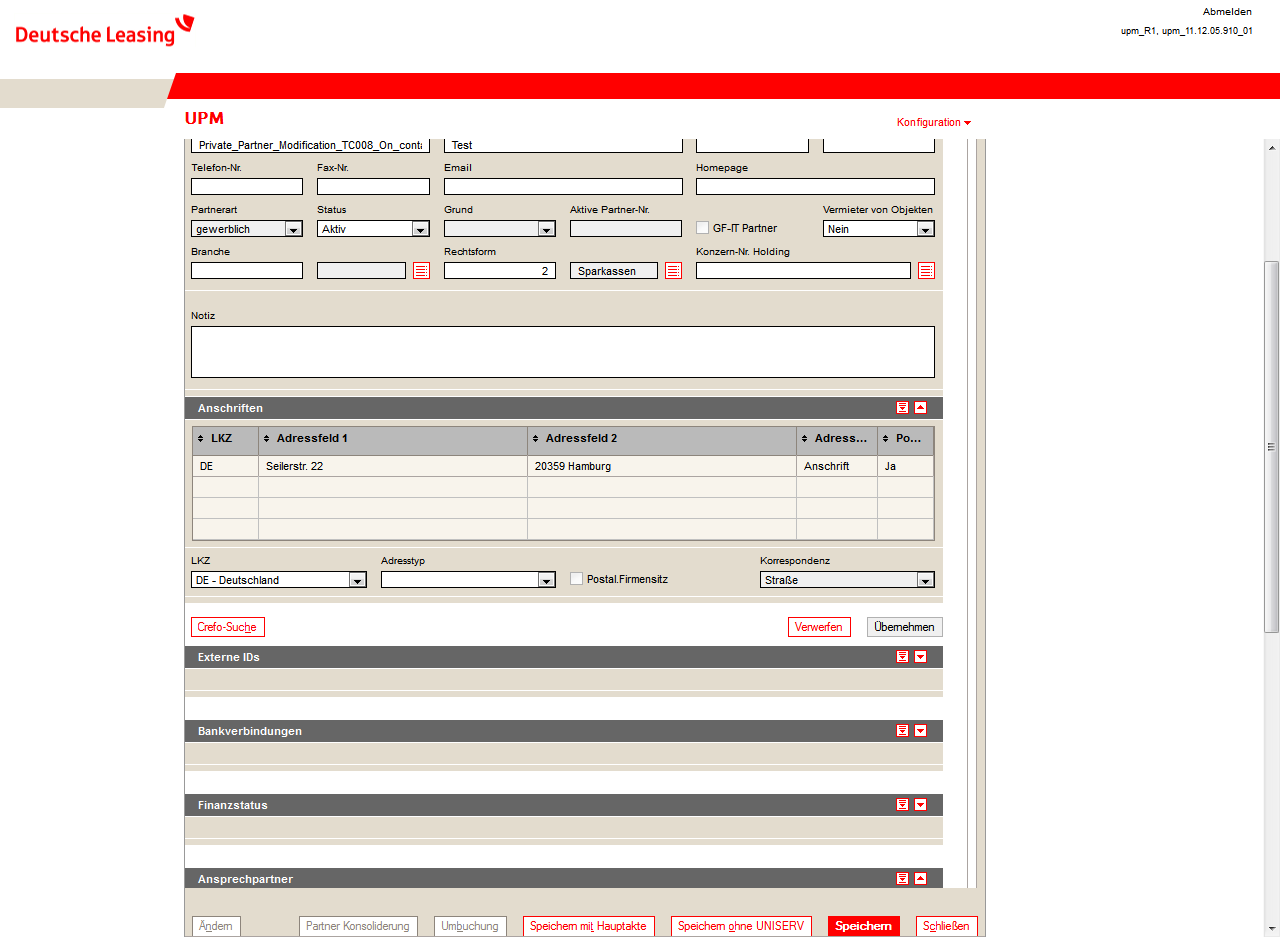 Abmelden
Deutsche Leasing
upm_R1, upm_11.12.05.910_01
UPM
Konfiguration
Private_Partner_Modification_TC008_On_conta Test
Telefon-Nr. Fax-Nr. Email Homepage
Partnerart Status Grund Aktive Partner-Nr. Vermieter von Objekten
gewerblich Aktiv GF-IT Partner Nein
Branche Rechtsform Konzern-Nr. Holding
2 Sparkassen
Notiz
Anschriften
LKZ Adressfeld 1 Adressfeld 2 Adress... Po...
DE Seilerstr. 22 20359 Hamburg Anschrift Ja
LKZ Adresstyp Korrespondenz
DE - Deutschland Postal.Firmensitz Straße
Crefo-Suche Verwerfen Übernehmen
Externe IDs
Bankverbindungen
Finanzstatus
Ansprechpartner
Ändern Partner Konsolidierung Umbuchung Speichern mit Hauptakte Speichern ohne UNISERV Speichern Schließen